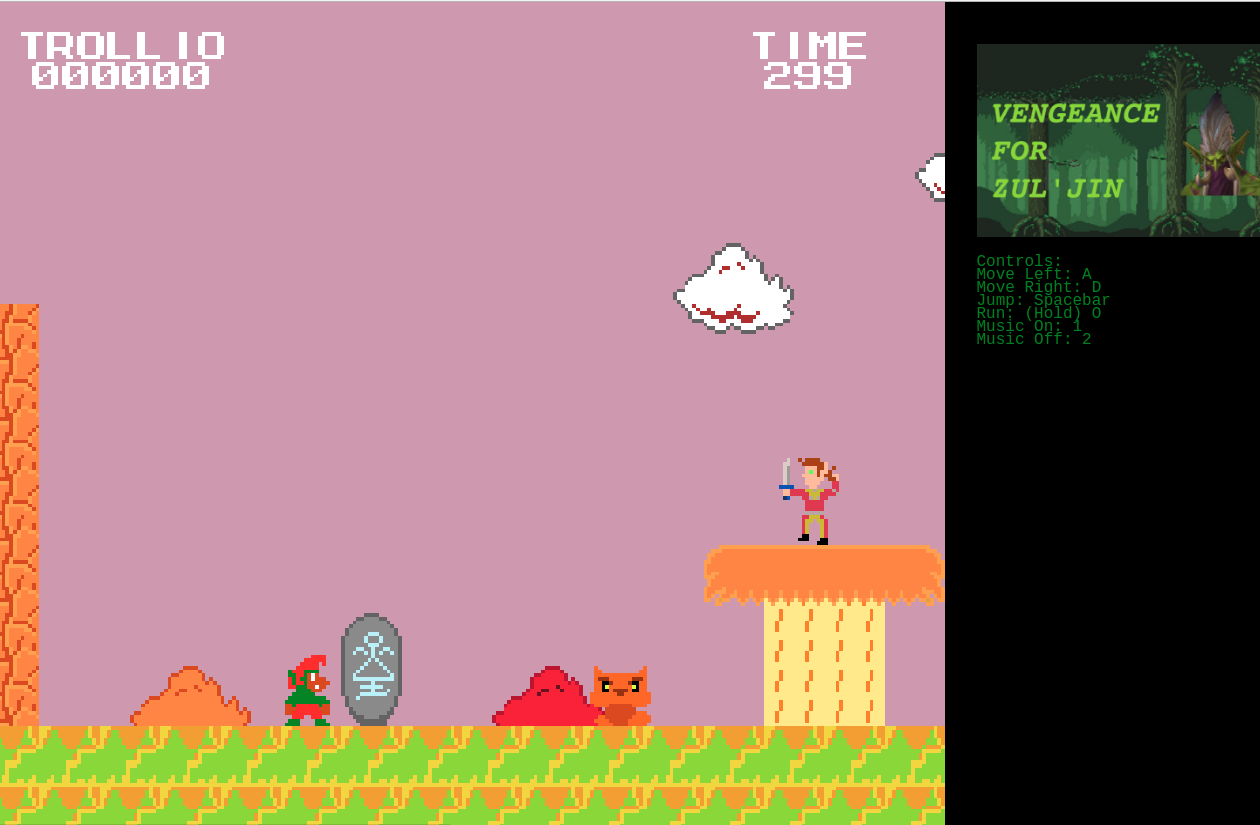 TROLLIO
000000
TIME
299
VENGEANCE
FOR
ZUL'JIN
Controls:
Move Left: A
Move Right: D
Jump: Spacebar
Run: (Hold) O
Music On: 1
Music Off: 2